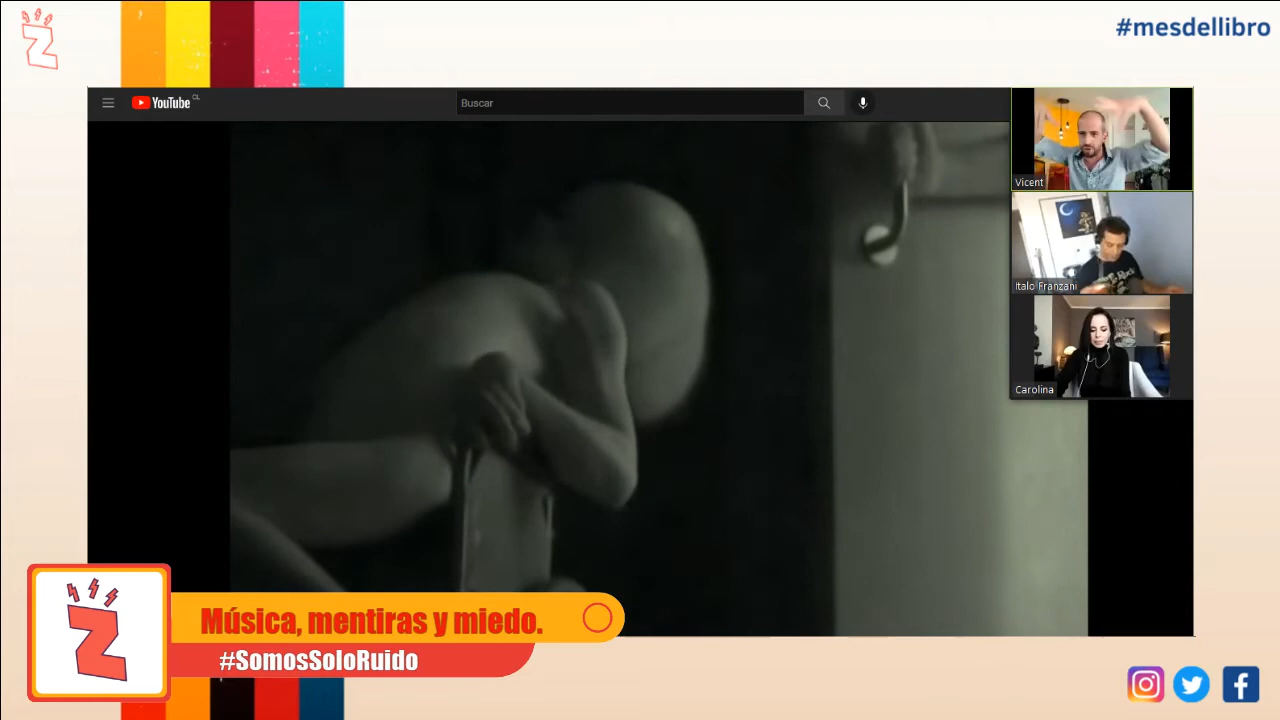 #mesdellibro
YouTube CL
Buscar
Vicent
Italo Franzani
Carolina
Z
Música, mentiras y miedo.
#SomosSoloRuido